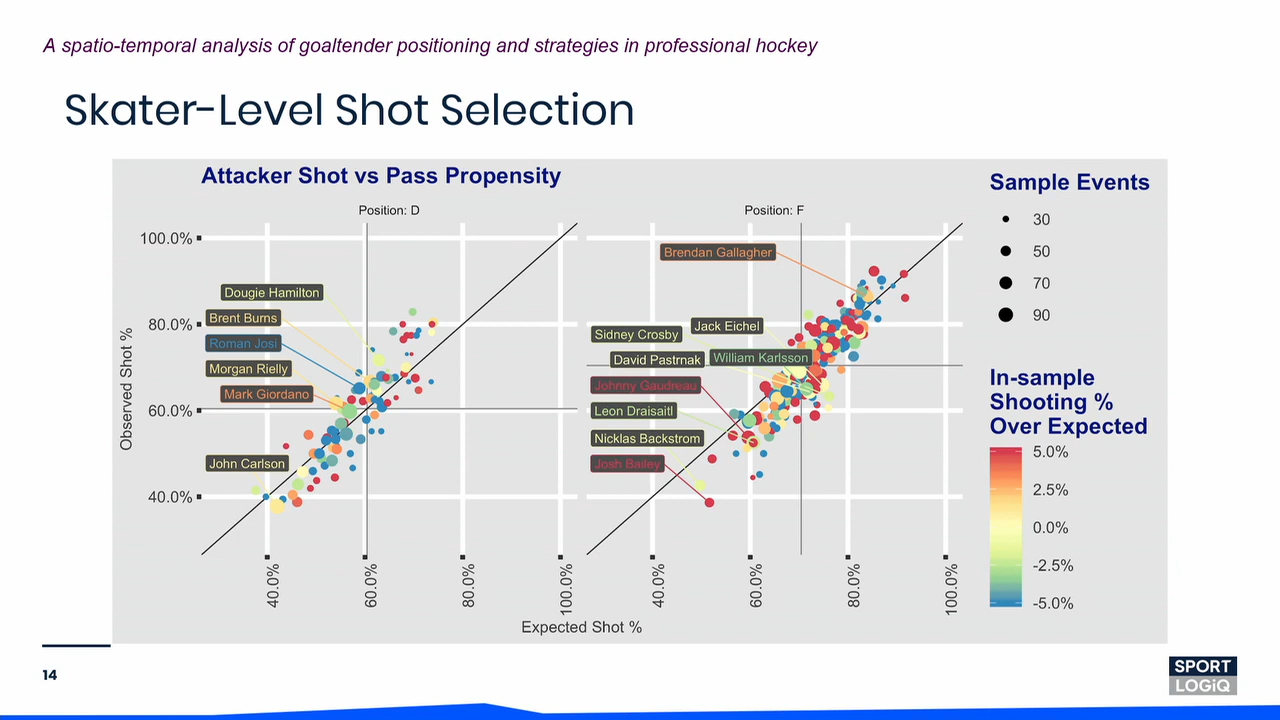 A spatio-temporal analysis of goaltender positioning and strategies in professional hockey
Skater-Level Shot Selection
Attacker Shot vs Pass Propensity
Position: D
Position: F
100.0%
80.0%
60.0%
40.0%
Observed Shot %
Dougie Hamilton
Brent Burns
Roman Josi
Morgan Rielly
Mark Giordano
John Carlson
Brendan Gallagher
Jack Eichel
Sidney Crosby
David Pastrnak
William Karlsson
Johnny Gaudreau
Leon Draisaitl
Nicklas Backstrom
Josh Bailey
40.0%
60.0%
80.0%
100.0%
40.0%
60.0%
80.0%
100.0%
Expected Shot %
Sample Events
30
50
70
90
In-sample
Shooting %
Over Expected
5.0%
2.5%
0.0%
-2.5%
-5.0%
14
SPORT
LOGiQ